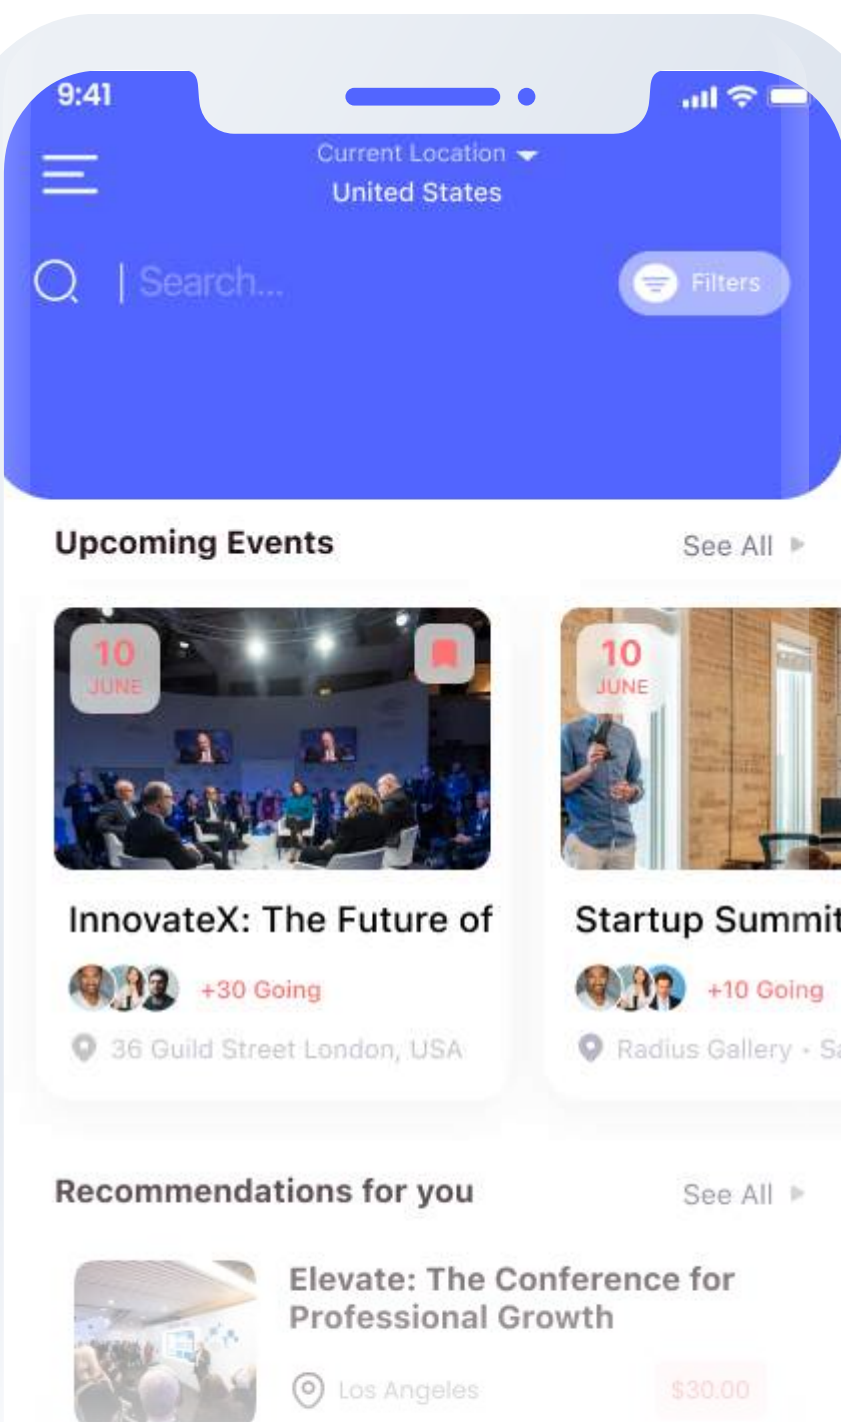 9:41
Current Location
United States
Search...
Filters
Upcoming Events
See All
10
JUNE
InnovateX: The Future of
+30 Going
36 Guild Street London, USA
10
JUNE
Startup Summit
+10 Going
Radius Gallery • Sa
Recommendations for you
See All
Elevate: The Conference for
Professional Growth
Los Angeles
$30.00